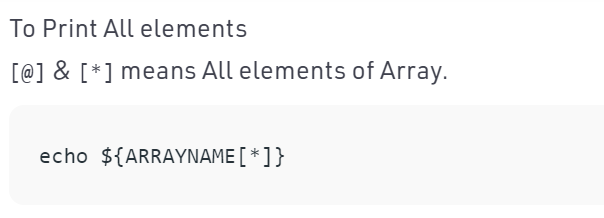 To Print All elements
[@] & [*] means All elements of Array.
echo ${ARRAYNAME[*]}